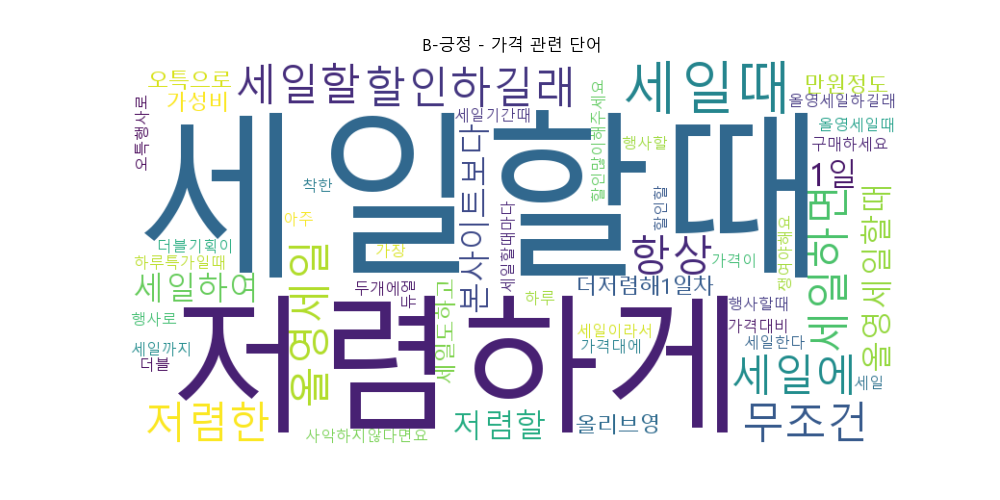 B-긍정 - 가격 관련 단어
세일할때
저렴하게
오특으로
가성비
세일할
할인하길래
세일때
만원정도
올영세일하길래
올영세일때
구매하세요
1일
오특행사로
세일기간때
본사이트보다
할인많이해주세요
행사할
착한
아주
가장
세일할때마다
할인할
항상
가격이
쟁여야해요
세일하면
올영세일할때
더블기획이
하루특가일때
세일하여
올영세일
두개에
듀얼
세일도하고
하루
더저렴해1일차
행사로
세일까지
더블
세일이라서
가격대에
행사할때
가격대비
세일한다
세일에
세일
저렴한
사악하지않다면요
저렴할
올리브영
무조건